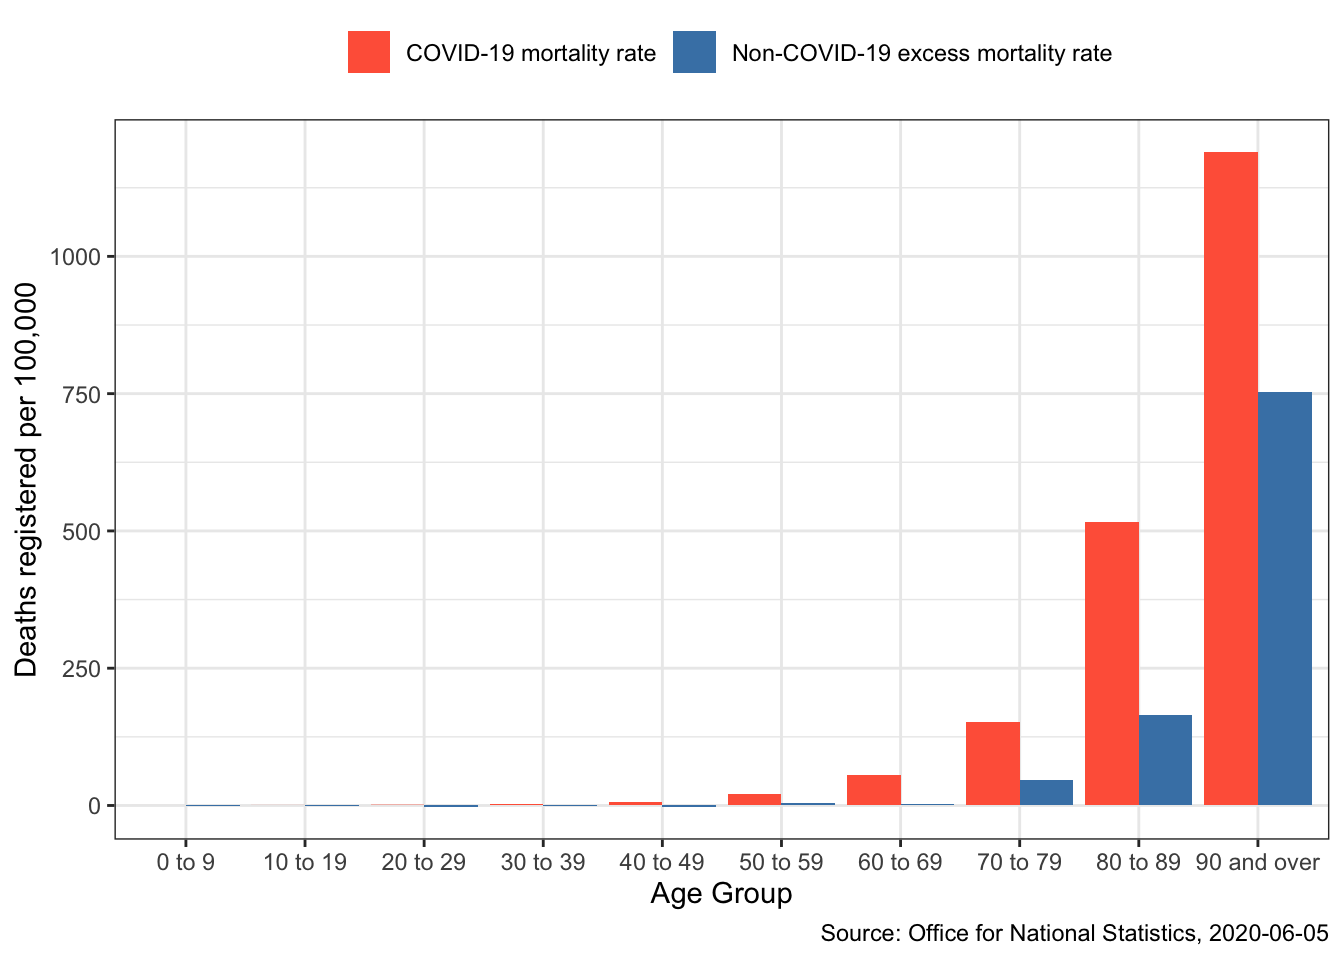 COVID-19 mortality rate Non-COVID-19 excess mortality rate
Deaths registered per 100,000
1000
750
500
250
0
0 to 9 10 to 19 20 to 29 30 to 39 40 to 49 50 to 59 60 to 69 70 to 79 80 to 89 90 and over
Age Group
Source: Office for National Statistics, 2020-06-05